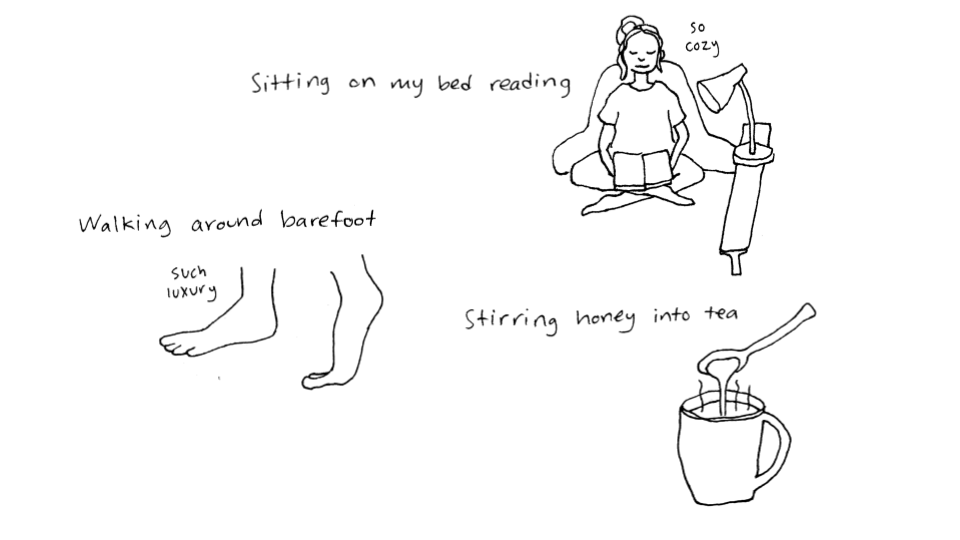 so
cozy
Sitting on my bed reading
Walking around barefoot
such
luxury
Stirring honey into tea